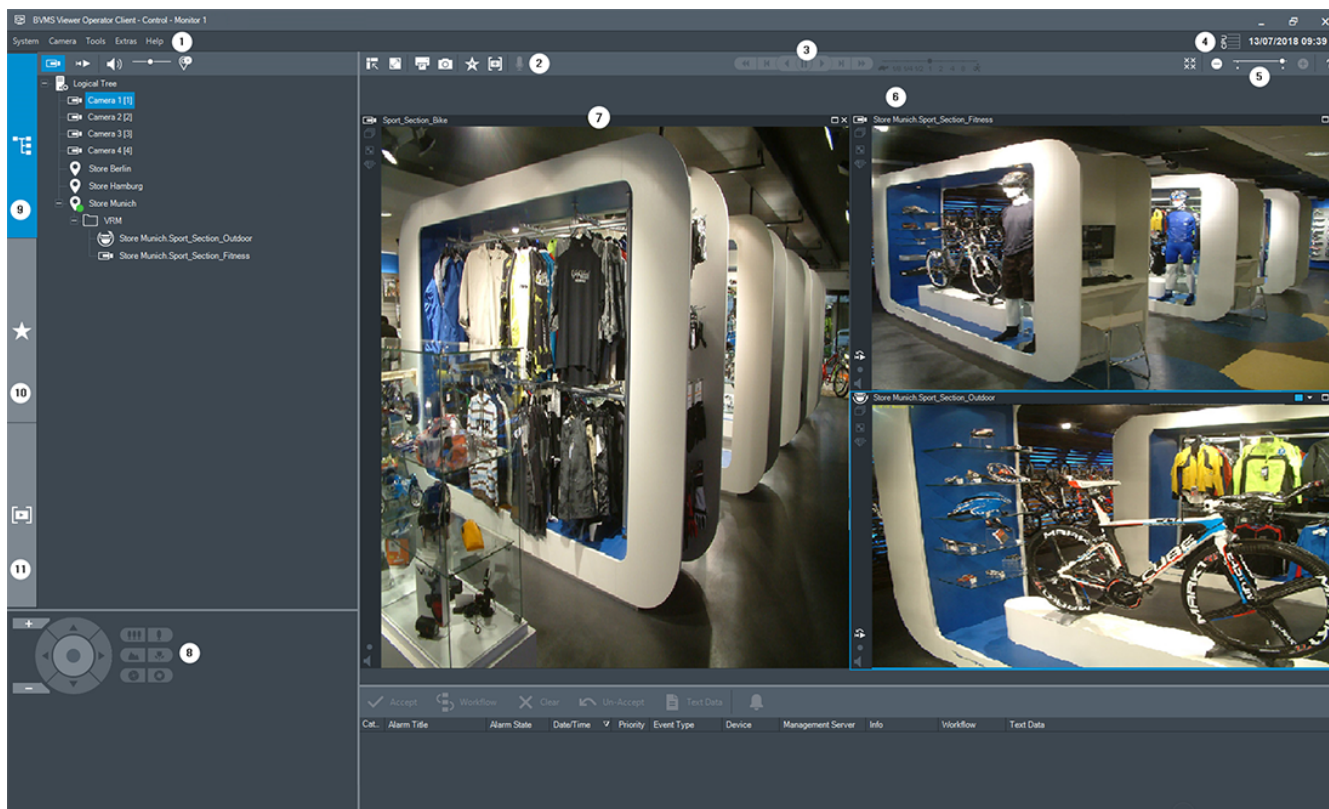 BVMS Viewer Operator Client - Control - Monitor 1
System Camera Tools Extras Help 1
4 13/07/2018 09:39
2 3 5
Logical Tree
Camera 1 [1]
Camera 2 [2]
Camera 3 [3]
Camera 4 [4]
Store Berlin
Store Hamburg
Store Munich
VRM
Store Munich.Sport_Section_Outdoor
Store Munich.Sport_Section_Fitness
9
10
11
6
Sport_Section_Bike 7
Store Munich.Sport_Section_Fitness
Store Munich.Sport_Section_Outdoor
CUBE
8
Accept Workflow Clear Un-Accept Text Data
Cat.. Alarm Title Alarm State Date/Time Priority Event Type Device Management Server Info Workflow Text Data